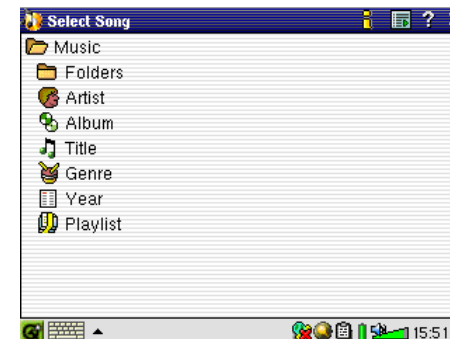 Select Song
?
Music
Folders
Artist
Album
Title
Genre
Year
Playlist
15:51